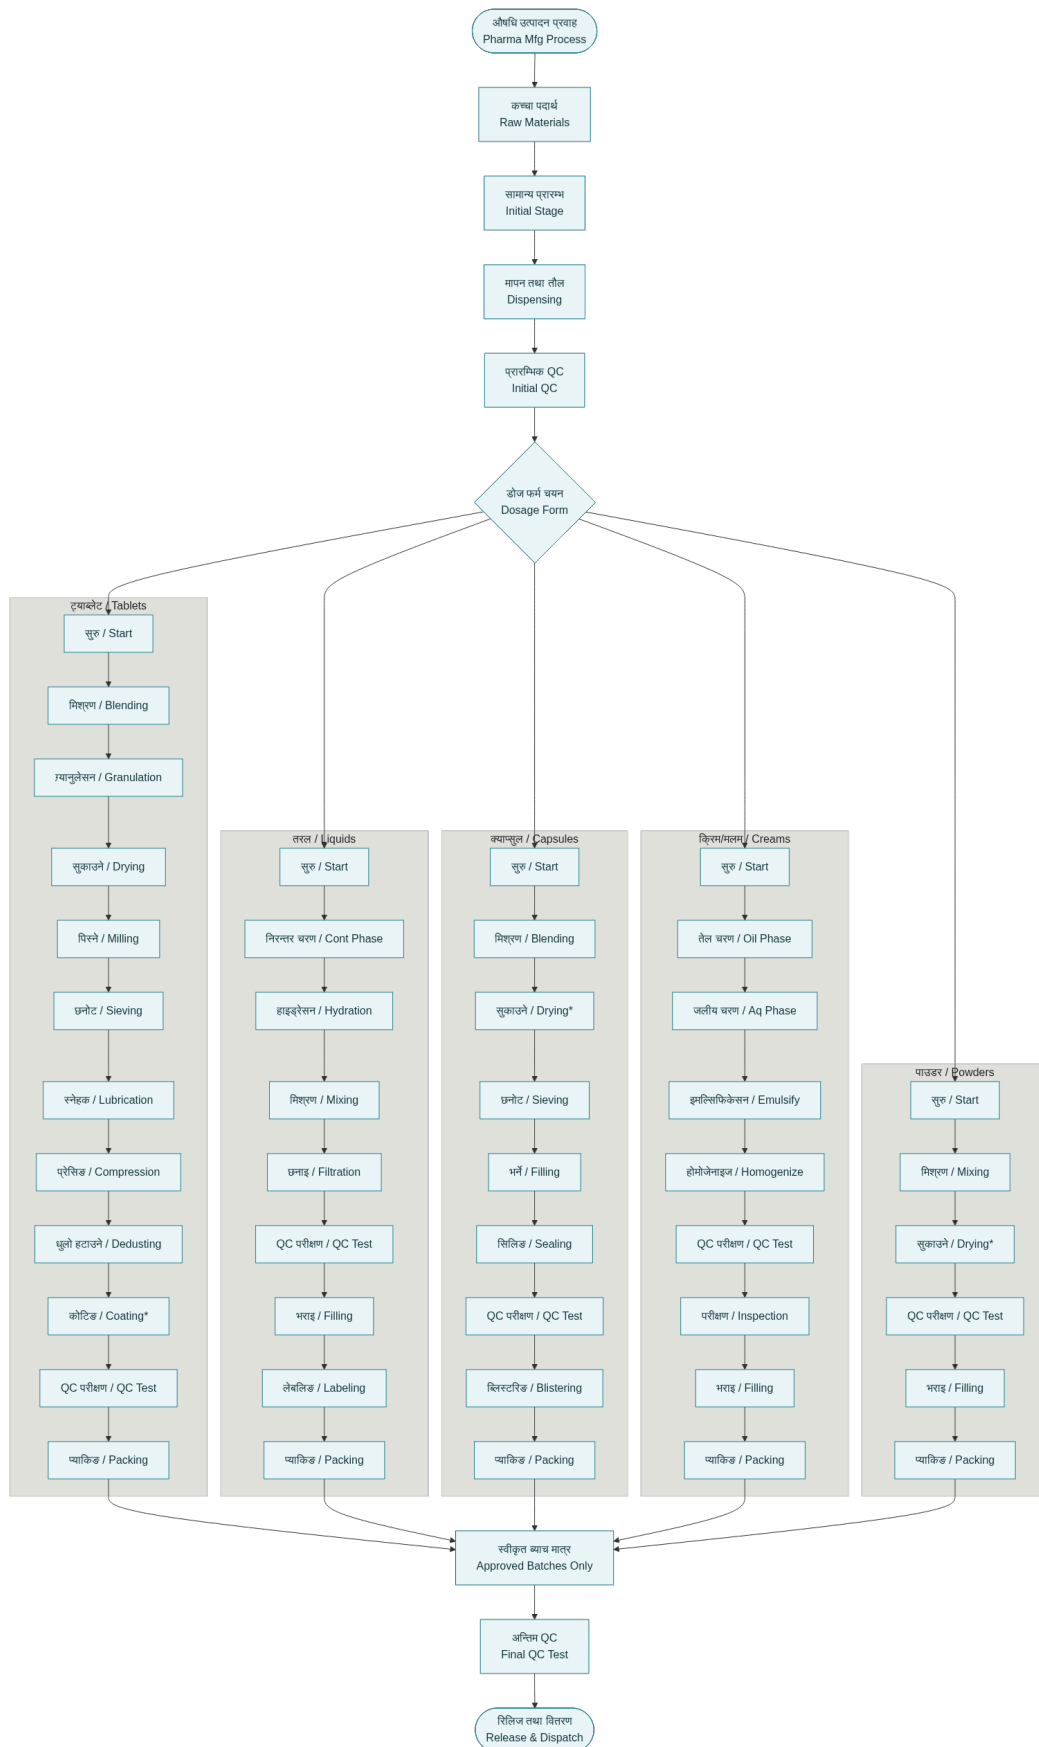 औषधि उत्पादन प्रवाह
Pharma Mfg Process
कच्चा पदार्थ
Raw Materials
सामान्य प्रारम्भ
Initial Stage
मापन तथा तौल
Dispensing
प्रारम्भिक QC
Initial QC
डोज फर्म चयन
Dosage Form
ट्याब्लेट / Tablets
सुरु / Start
मिश्रण / Blending
ग्र्यानुलेसन / Granulation
सुकाउने / Drying
पिस्ने / Milling
छनोट / Sieving
स्नेहक / Lubrication
प्रेसिङ / Compression
धुलो हटाउने / Dedusting
कोटिङ / Coating*
QC परीक्षण / QC Test
प्याकिङ / Packing
तरल / Liquids
सुरु / Start
निरन्तर चरण / Cont Phase
हाइड्रेसन / Hydration
मिश्रण / Mixing
छनाइ / Filtration
QC परीक्षण / QC Test
भराइ / Filling
लेबलिङ / Labeling
प्याकिङ / Packing
क्याप्सुल / Capsules
सुरु / Start
मिश्रण / Blending
सुकाउने / Drying*
छनोट / Sieving
भर्ने / Filling
सिलिङ / Sealing
QC परीक्षण / QC Test
ब्लिस्टरिङ / Blistering
प्याकिङ / Packing
क्रिम/मलम / Creams
सुरु / Start
तेल चरण / Oil Phase
जलीय चरण / Aq Phase
इमल्सिफिकेसन / Emulsify
होमोजेनाइज / Homogenize
QC परीक्षण / QC Test
परीक्षण / Inspection
भराइ / Filling
प्याकिङ / Packing
पाउडर / Powders
सुरु / Start
मिश्रण / Mixing
सुकाउने / Drying*
QC परीक्षण / QC Test
भराइ / Filling
प्याकिङ / Packing
स्वीकृत ब्याच मात्र
Approved Batches Only
अन्तिम QC
Final QC Test
रिलिज तथा वितरण
Release & Dispatch